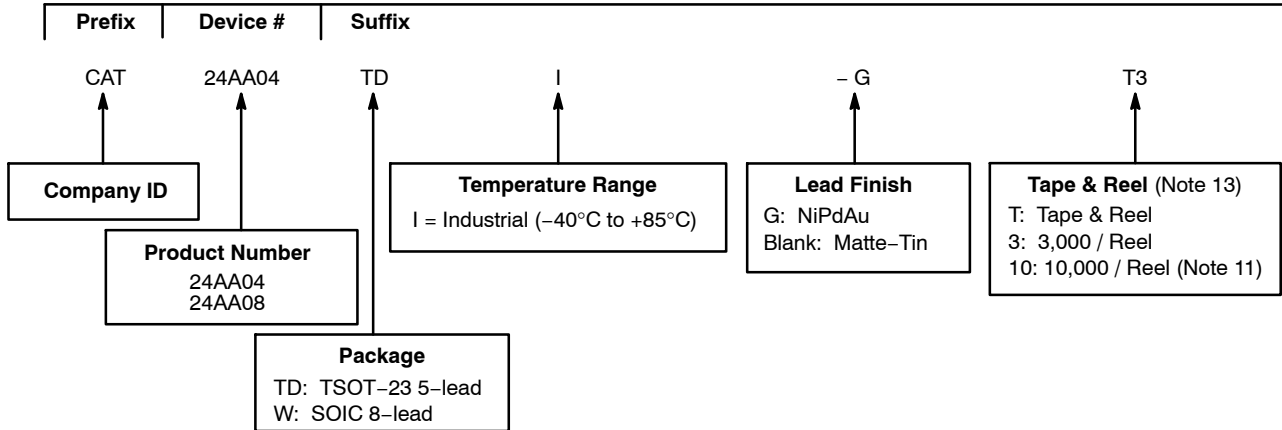 Prefix Device # Suffix
CAT 24AA04 TD I – G T3
Company ID
Product Number
24AA04
24AA08
Package
TD: TSOT–23 5–lead
W: SOIC 8–lead
Temperature Range
I = Industrial (–40°C to +85°C)
Lead Finish
G: NiPdAu
Blank: Matte–Tin
Tape & Reel (Note 13)
T: Tape & Reel
3: 3,000 / Reel
10: 10,000 / Reel (Note 11)